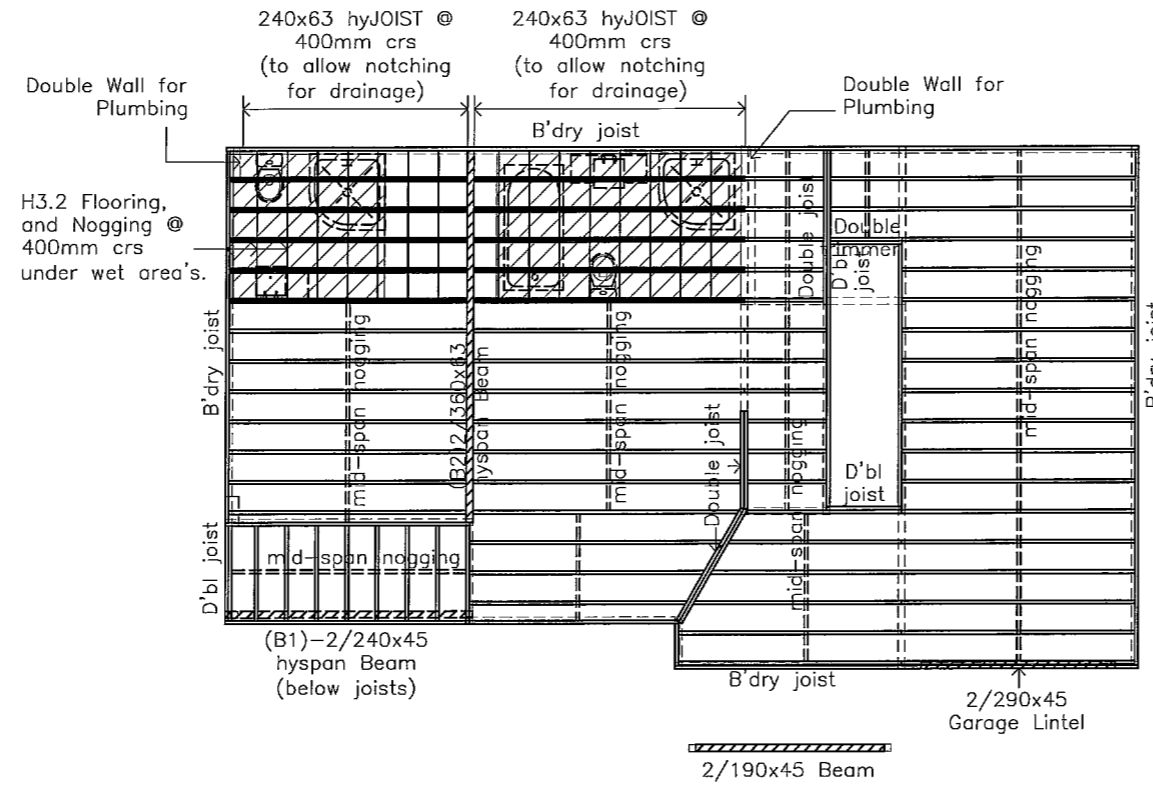 240x63 hyJOIST @
400mm crs
(to allow notching
for drainage)
240x63 hyJOIST @
400mm crs
(to allow notching
for drainage)
Double Wall for
Plumbing
Double Wall for
Plumbing
B'dry joist
H3.2 Flooring,
and Nogging @
400mm crs
under wet area's.
Double joist
Double
D'bl
joist
mid-span nogging
B'dry joist
B'dry joist
mid-span nogging
(B2)2/360x63
hyspan Beam
mid-span nogging
Double joist
mid-span nogging
D'bl
joist
D'bl joist
mid-span nogging
(B1)-2/240x45
hyspan Beam
(below joists)
B'dry joist
2/290x45
Garage Lintel
2/190x45 Beam